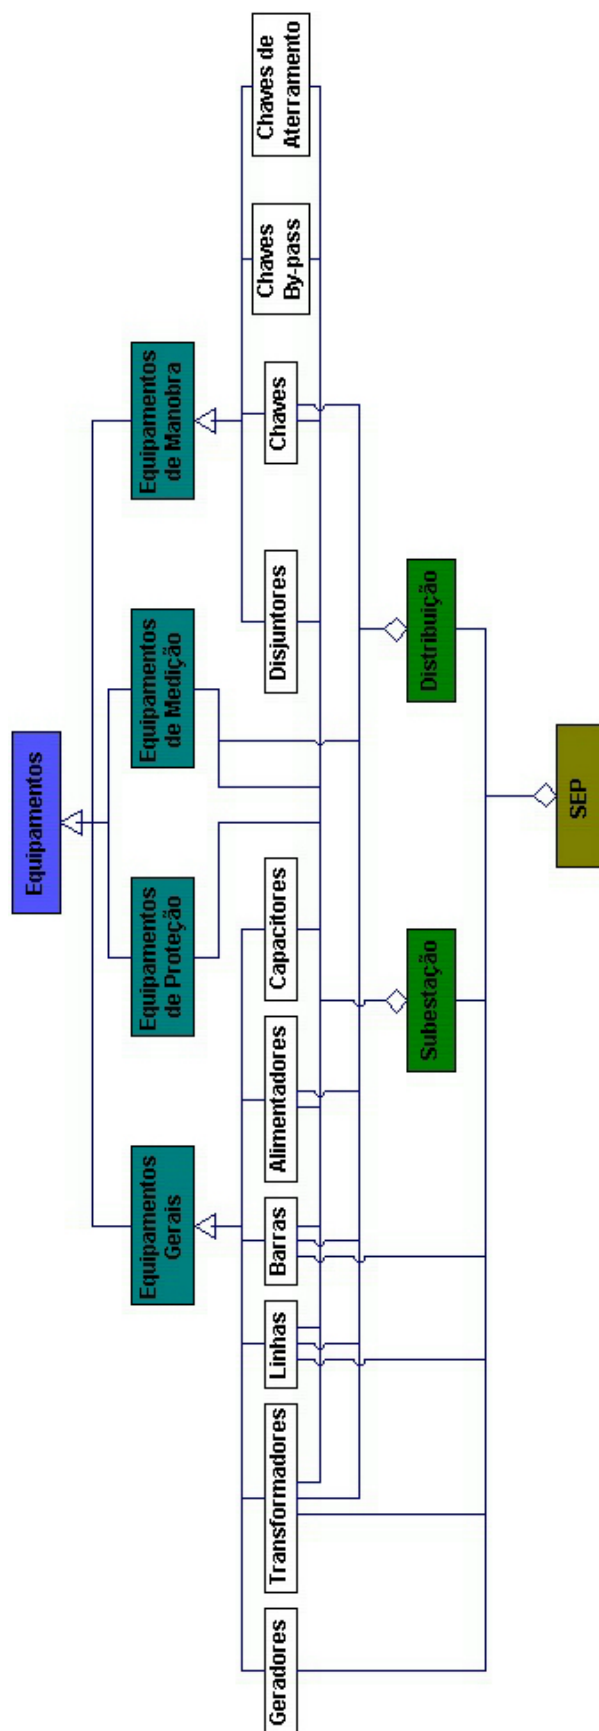 Equipamentos
Equipamentos
Gerais
Equipamentos
de Proteção
Equipamentos
de Medição
Equipamentos
de Manobra
Geradores
Transformadores
Linhas
Barras
Alimentadores
Capacitores
Disjuntores
Chaves
Chaves
By-pass
Chaves de
Aterramento
Subestação
Distribuição
SEP